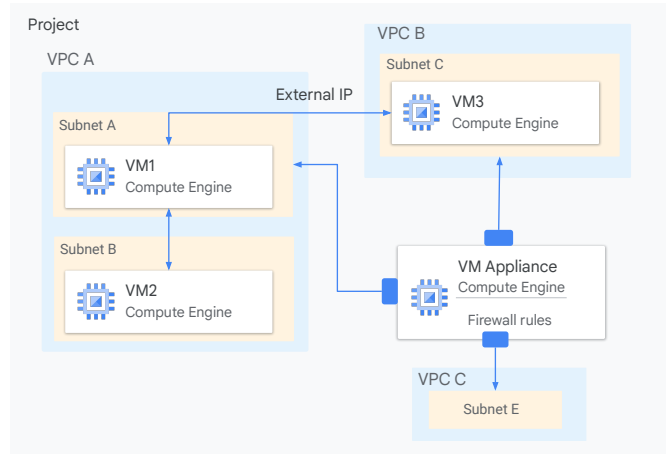 Project
VPC A
VPC B
Subnet C
External IP
VM3
Compute Engine
Subnet A
VM1
Compute Engine
Subnet B
VM2
Compute Engine
VM Appliance
Compute Engine
Firewall rules
VPC C
Subnet E